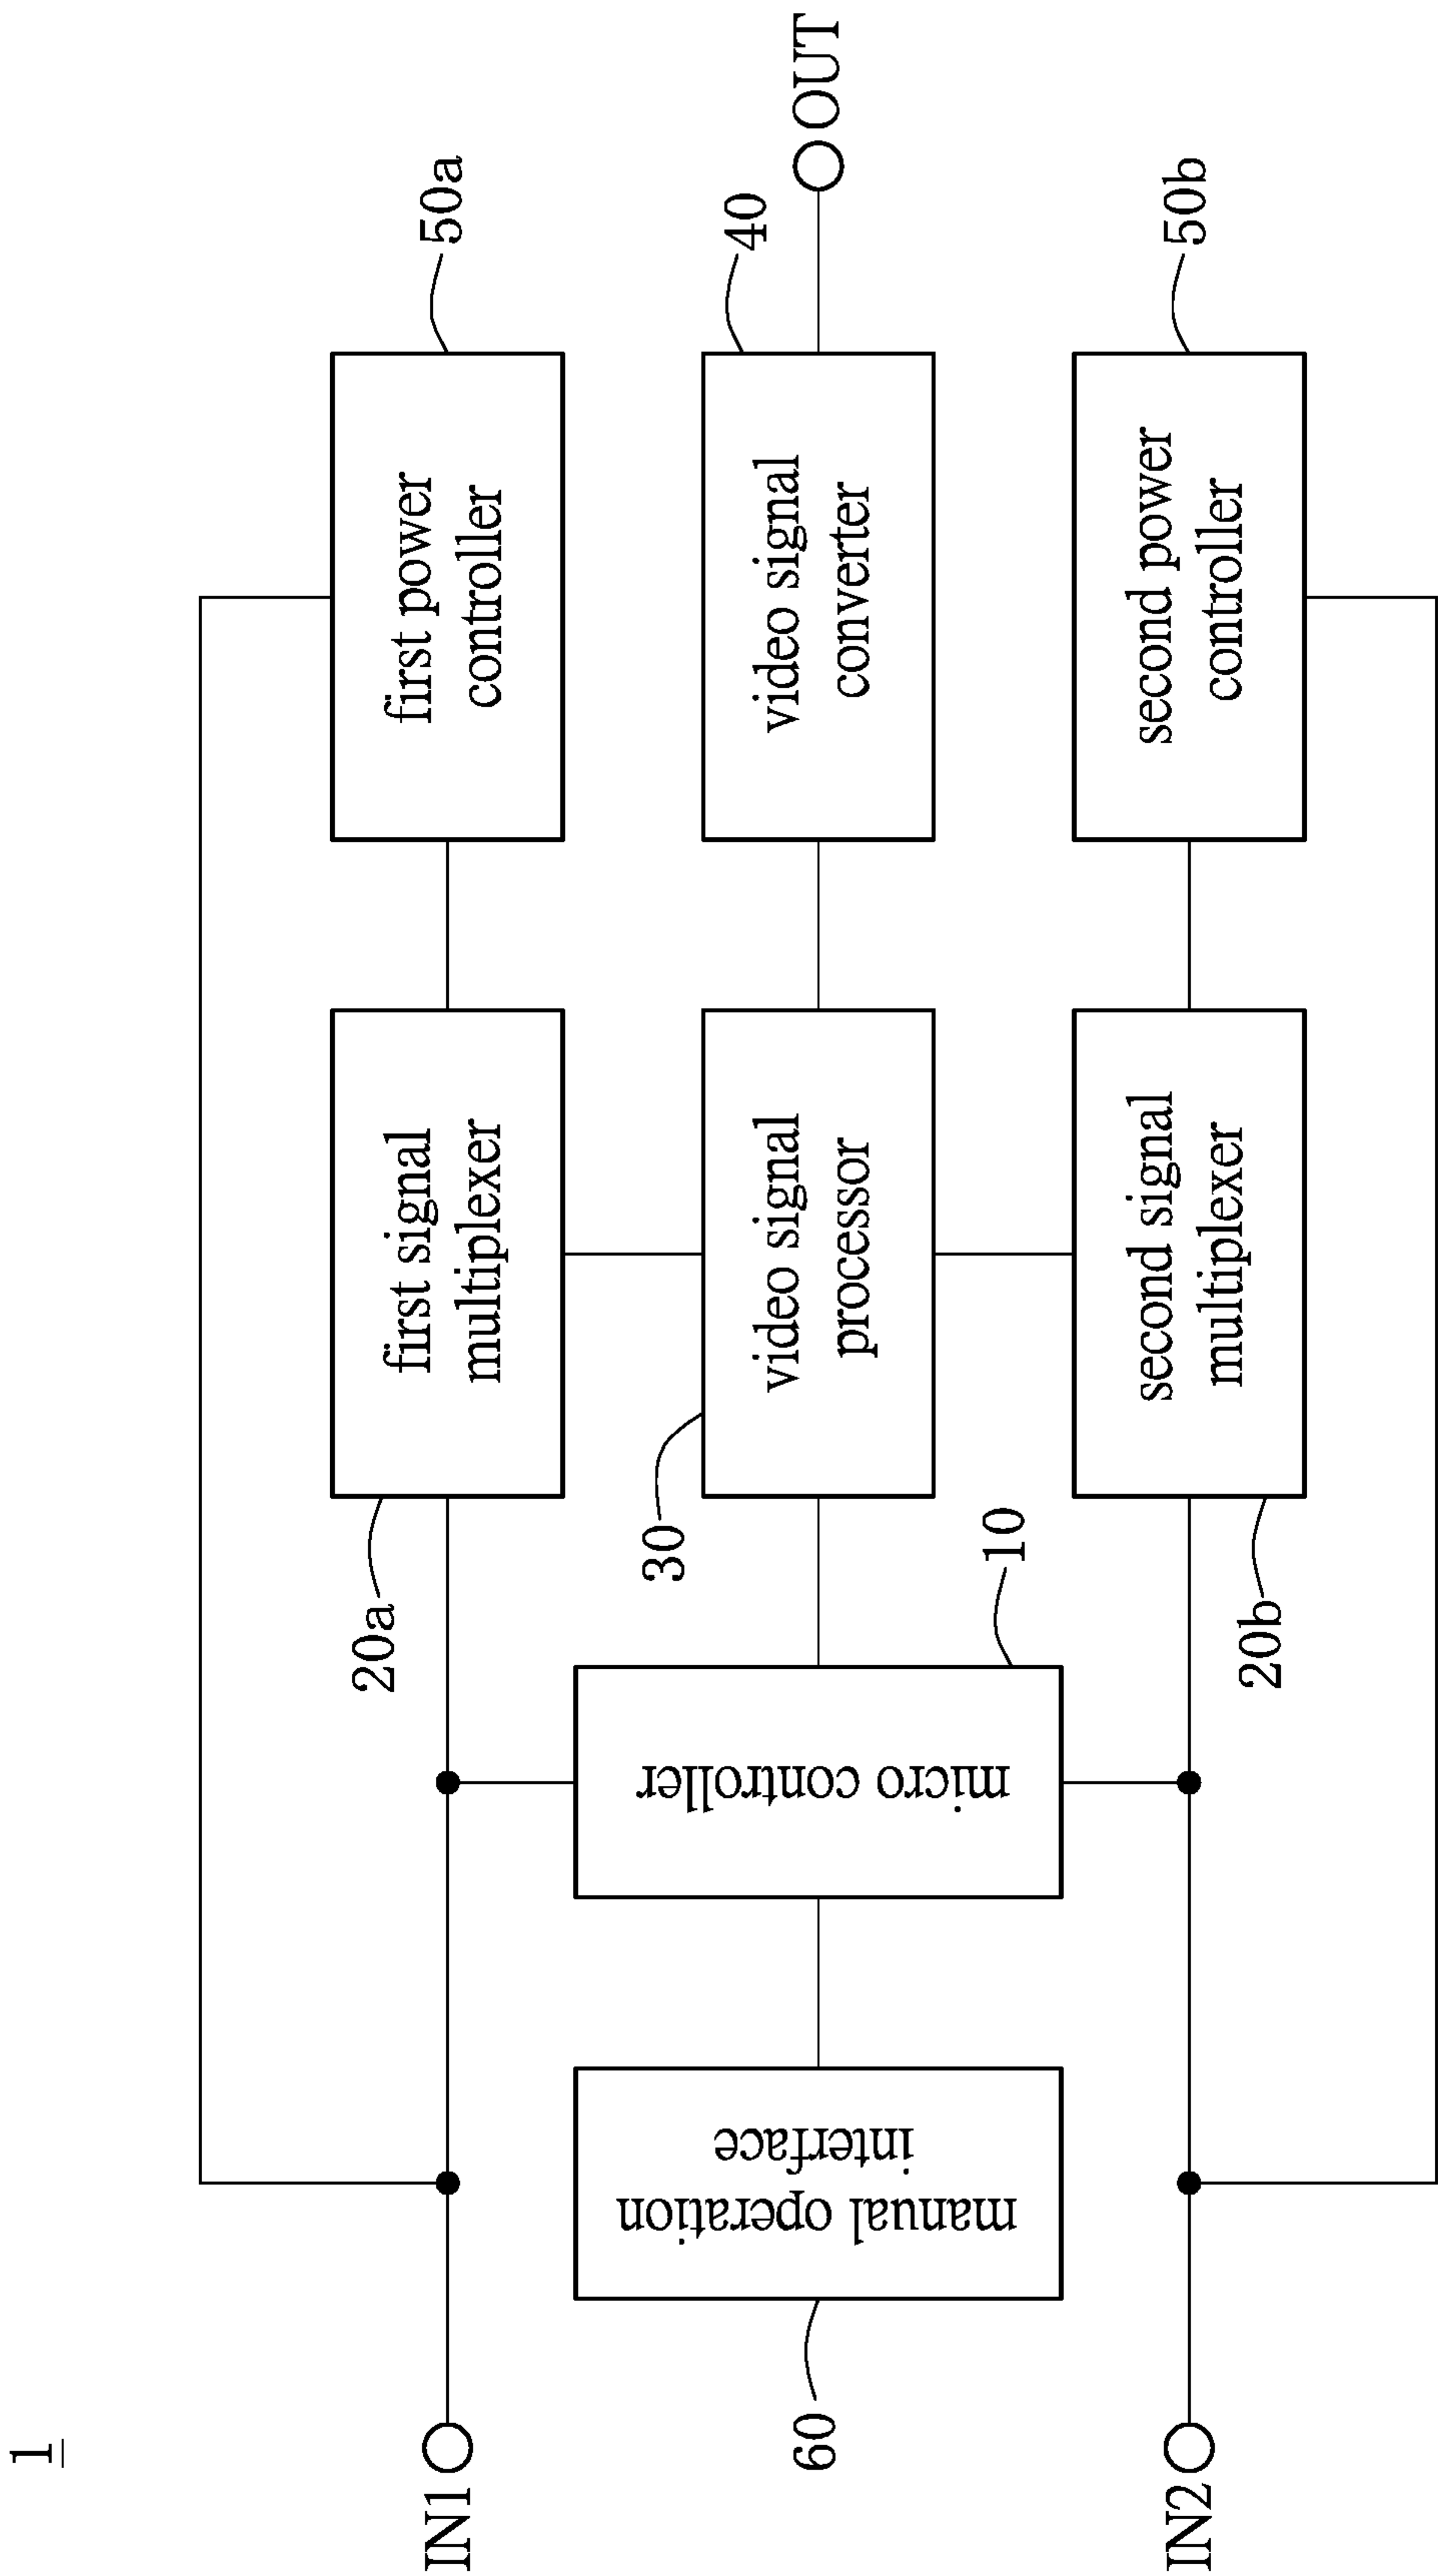 1
IN1
20a
first signal
multiplexer
first power
controller
50a
60
manual operation
interface
micro controller
10
30
video signal
processor
video signal
converter
40
OUT
IN2
20b
second signal
multiplexer
second power
controller
50b